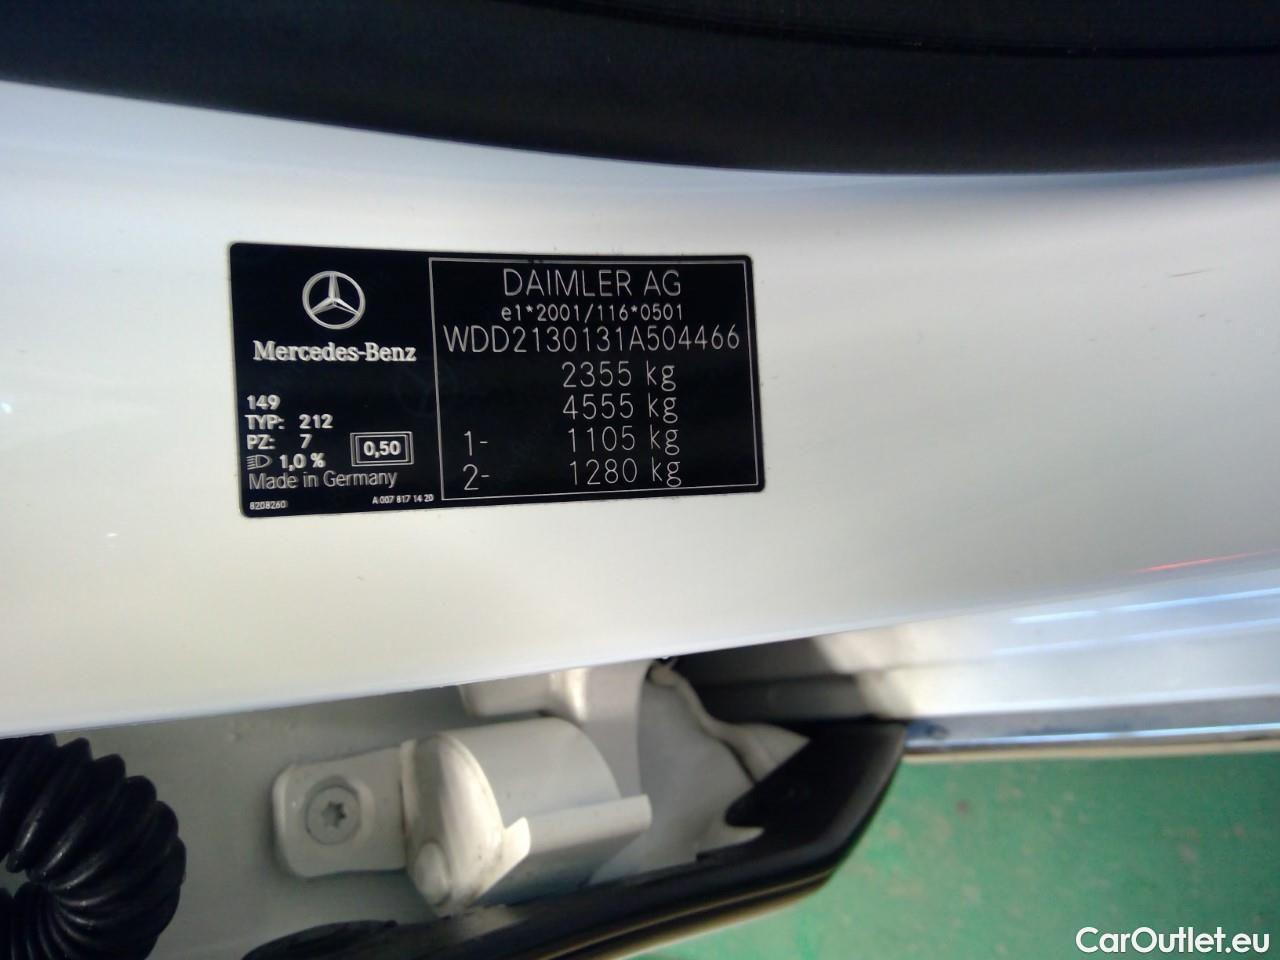 DAIMLER AG
e1*2001/116*0501
WDD2130131A504466
2355 kg
4555 kg
1- 1105 kg
2- 1280 kg
Mercedes-Benz
149
TYP: 212
PZ: 7
1,0 %
0,50
Made in Germany
8208260
A 007 817 14 20
CarOutlet.eu